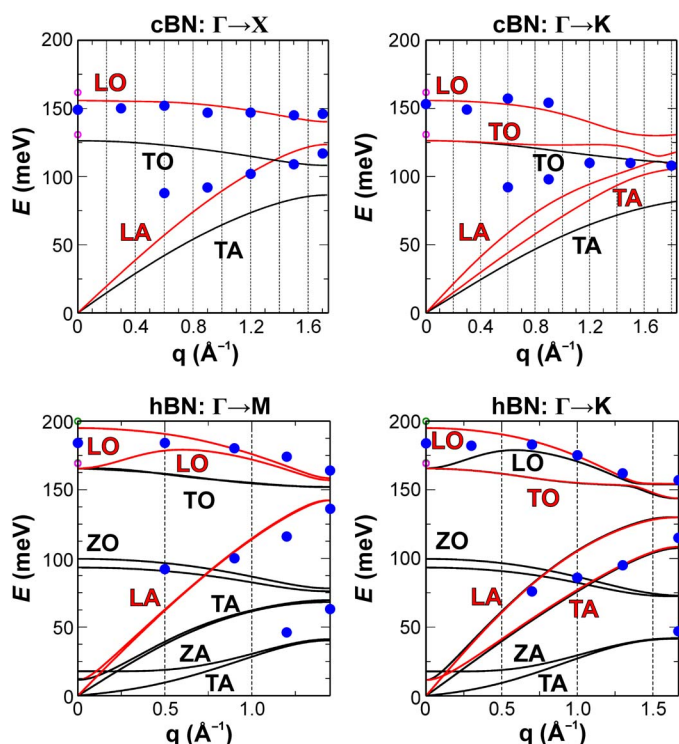 cBN: Γ→X
200
150
100
50
0
E (meV)
LO
TO
LA
TA
0
0.4
0.8
1.2
1.6
q (Å⁻¹)
cBN: Γ→K
200
150
100
50
0
E (meV)
LO
TO
TO
LA
TA
TA
0
0.4
0.8
1.2
1.6
q (Å⁻¹)
hBN: Γ→M
200
150
100
50
0
E (meV)
LO
LO
TO
ZO
LA
TA
ZA
TA
0
0.5
1.0
q (Å⁻¹)
hBN: Γ→K
200
150
100
50
0
E (meV)
LO
LO
TO
ZO
LA
TA
ZA
TA
0
0.5
1.0
1.5
q (Å⁻¹)